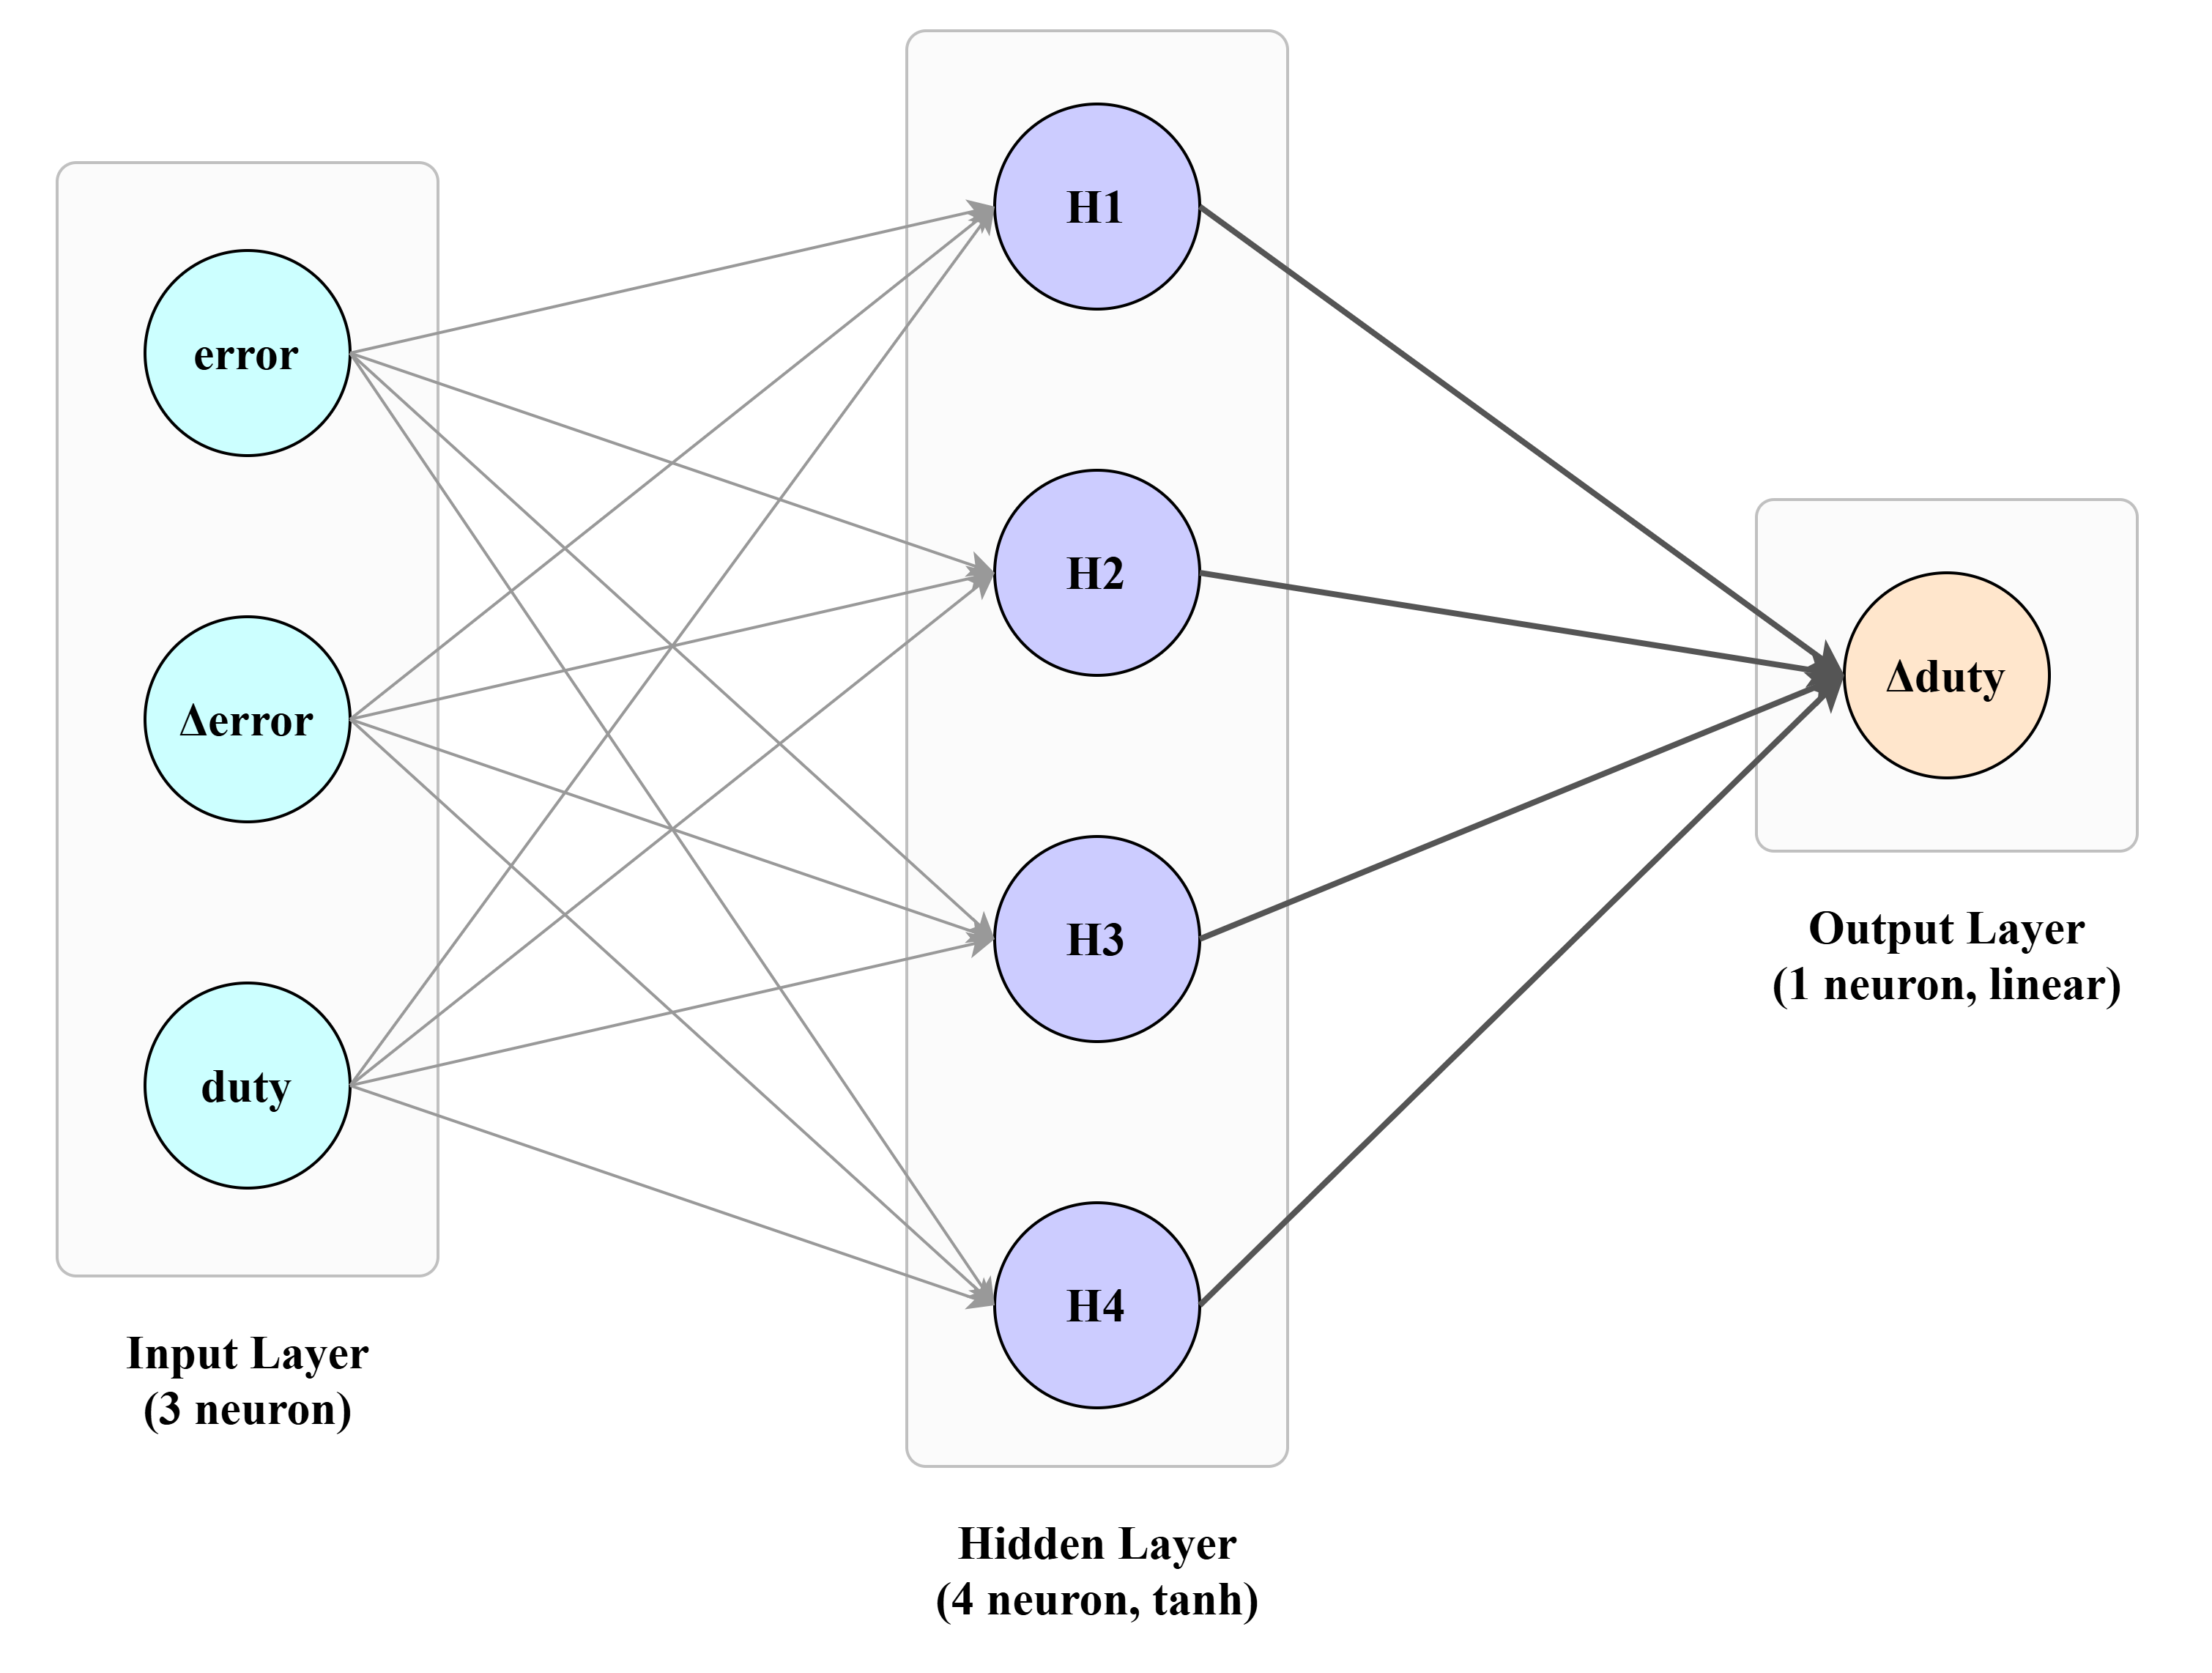 error
Δerror
duty
Input Layer
(3 neuron)
H1
H2
H3
H4
Hidden Layer
(4 neuron, tanh)
Δduty
Output Layer
(1 neuron, linear)